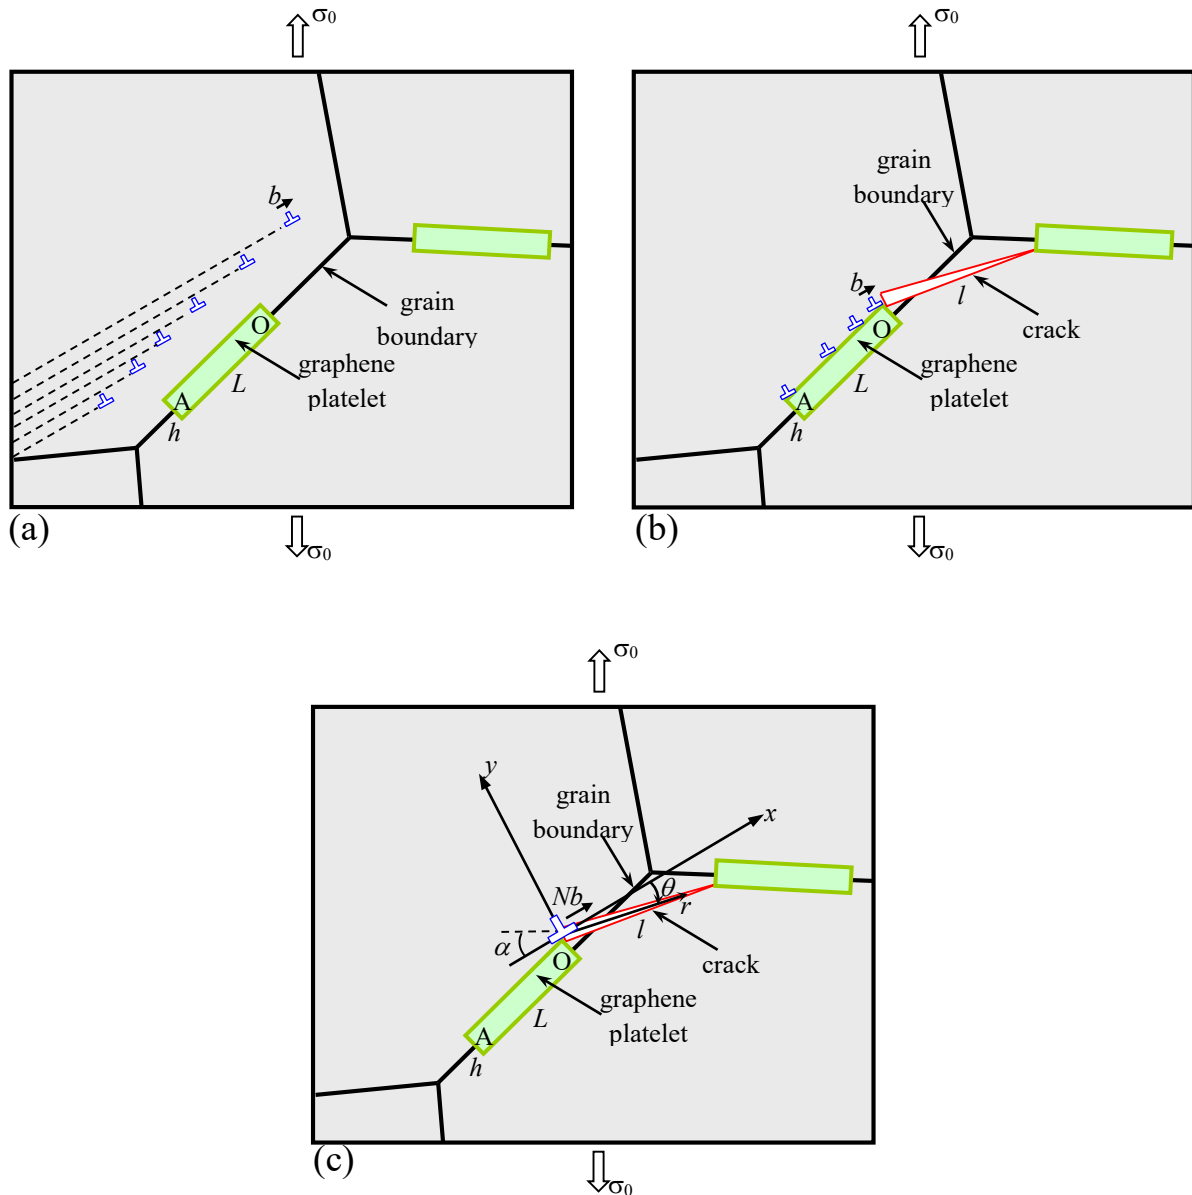 σ₀
σ₀
b
grain
boundary
O
graphene
platelet
A
L
h
(a)
σ₀
grain
boundary
b
l
crack
O
graphene
platelet
A
L
h
(b)
σ₀
σ₀
y
grain
boundary
x
Nb
θ
r
l
α
crack
O
graphene
platelet
A
L
h
(c)
σ₀